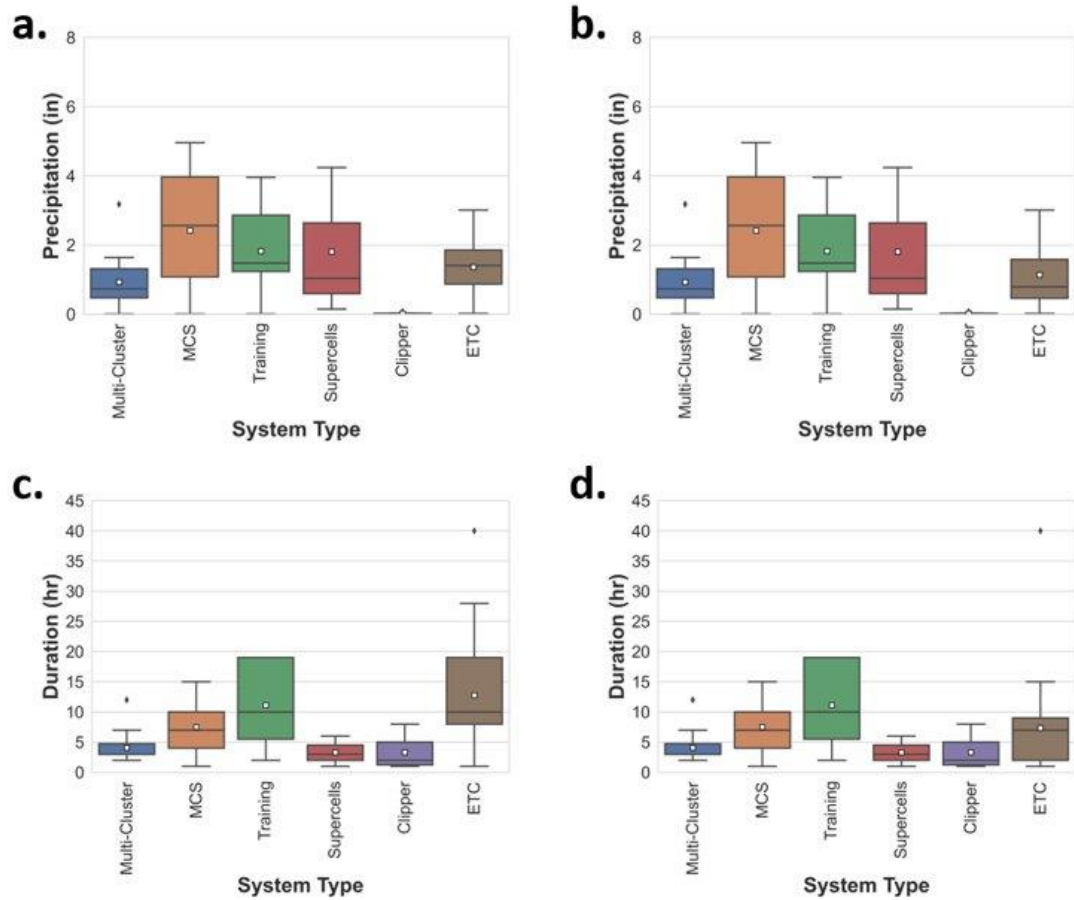 a.
Precipitation (in)
8
6
4
2
0
Multi-Cluster
MCS
Training
Supercells
Clipper
ETC
System Type
b.
Precipitation (in)
8
6
4
2
0
Multi-Cluster
MCS
Training
Supercells
Clipper
ETC
System Type
c.
Duration (hr)
45
40
35
30
25
20
15
10
5
0
Multi-Cluster
MCS
Training
Supercells
Clipper
ETC
System Type
d.
Duration (hr)
45
40
35
30
25
20
15
10
5
0
Multi-Cluster
MCS
Training
Supercells
Clipper
ETC
System Type